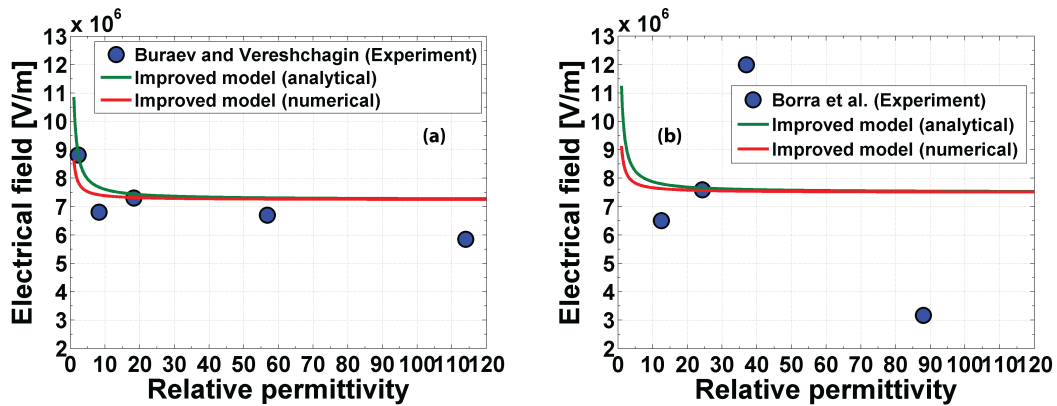 x 10⁶
13
12
11
10
9
8
7
6
5
4
3
2
Electrical field [V/m]
Buraev and Vereshchagin (Experiment)
Improved model (analytical)
Improved model (numerical)
(a)
0 10 20 30 40 50 60 70 80 90 100 110 120
Relative permittivity
x 10⁶
13
12
11
10
9
8
7
6
5
4
3
2
Electrical field [V/m]
Borra et al. (Experiment)
Improved model (analytical)
Improved model (numerical)
(b)
0 10 20 30 40 50 60 70 80 90 100 110 120
Relative permittivity